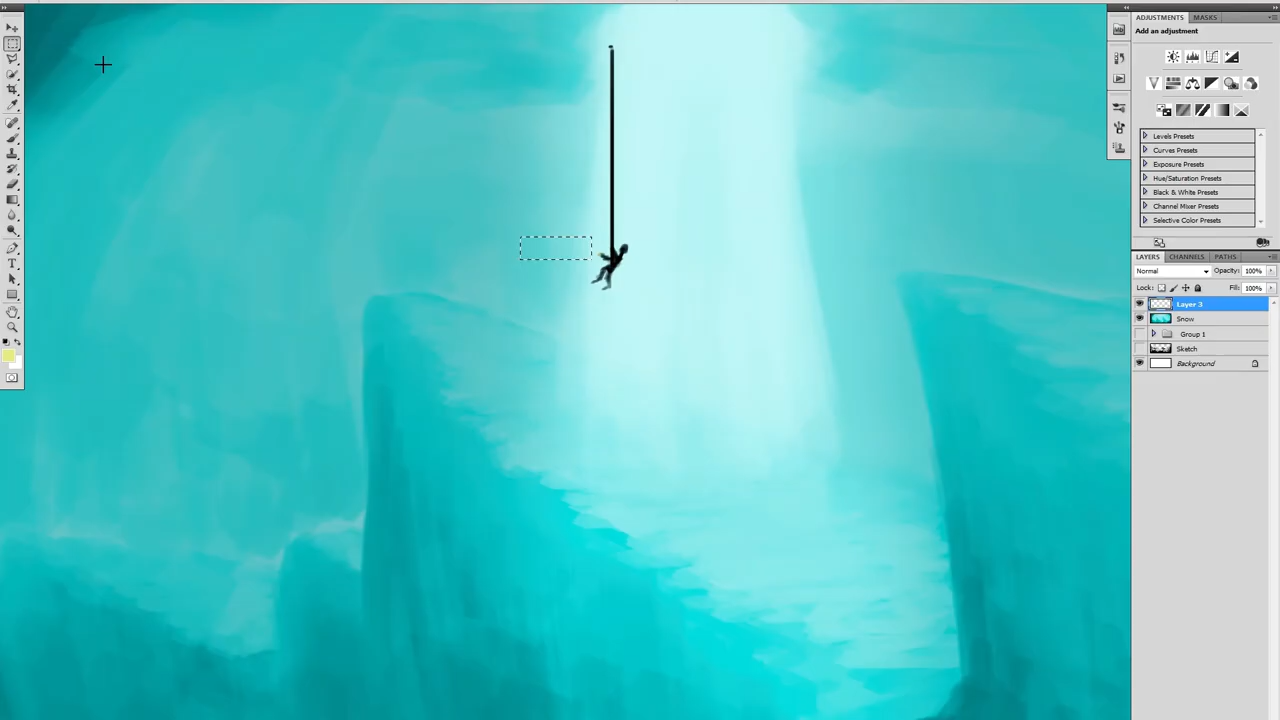 ADJUSTMENTS MASKS
Add an adjustment
Levels Presets
Curves Presets
Exposure Presets
Hue/Saturation Presets
Black & White Presets
Channel Mixer Presets
Selective Color Presets
LAYERS CHANNELS PATHS
Normal Opacity: 100%
Lock: Fill: 100%
Layer 3
Snow
Group 1
Sketch
Background
T